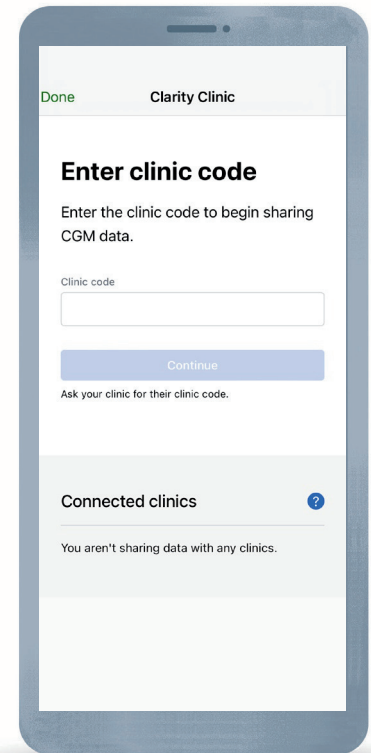 Done
Clarity Clinic
Enter clinic code
Enter the clinic code to begin sharing
CGM data.
Clinic code
Continue
Ask your clinic for their clinic code.
Connected clinics
?
You aren't sharing data with any clinics.